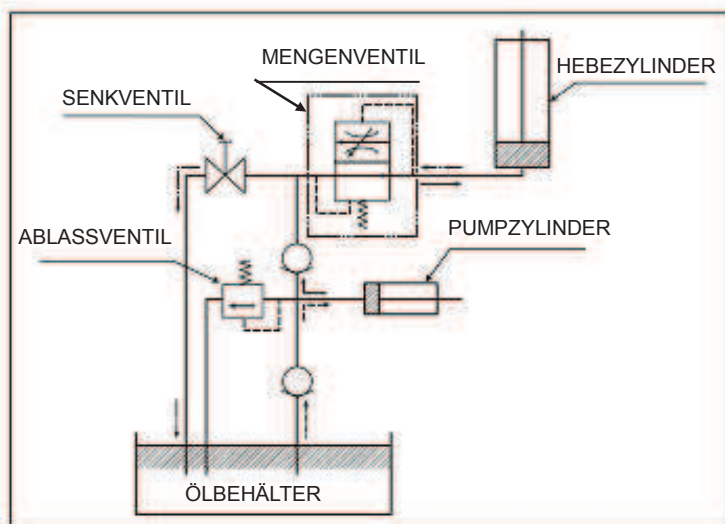 MENGENVENTIL
HEBEZYLINDER
SENKVENTIL
PUMPZYLINDER
ABLASSVENTIL
ÖLBEHÄLTER